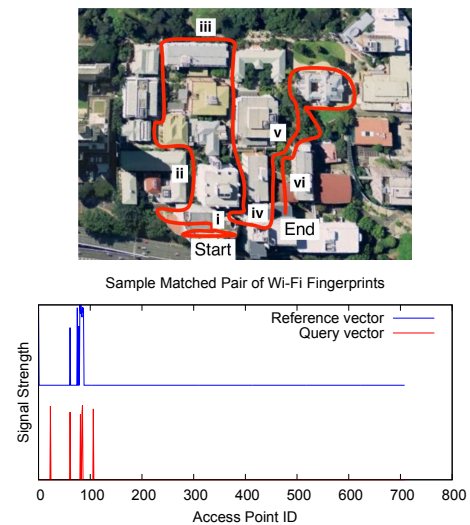 iii
v
ii
vi
i
iv
Start
End
Sample Matched Pair of Wi-Fi Fingerprints
Reference vector
Query vector
Signal Strength
0 100 200 300 400 500 600 700 800
Access Point ID